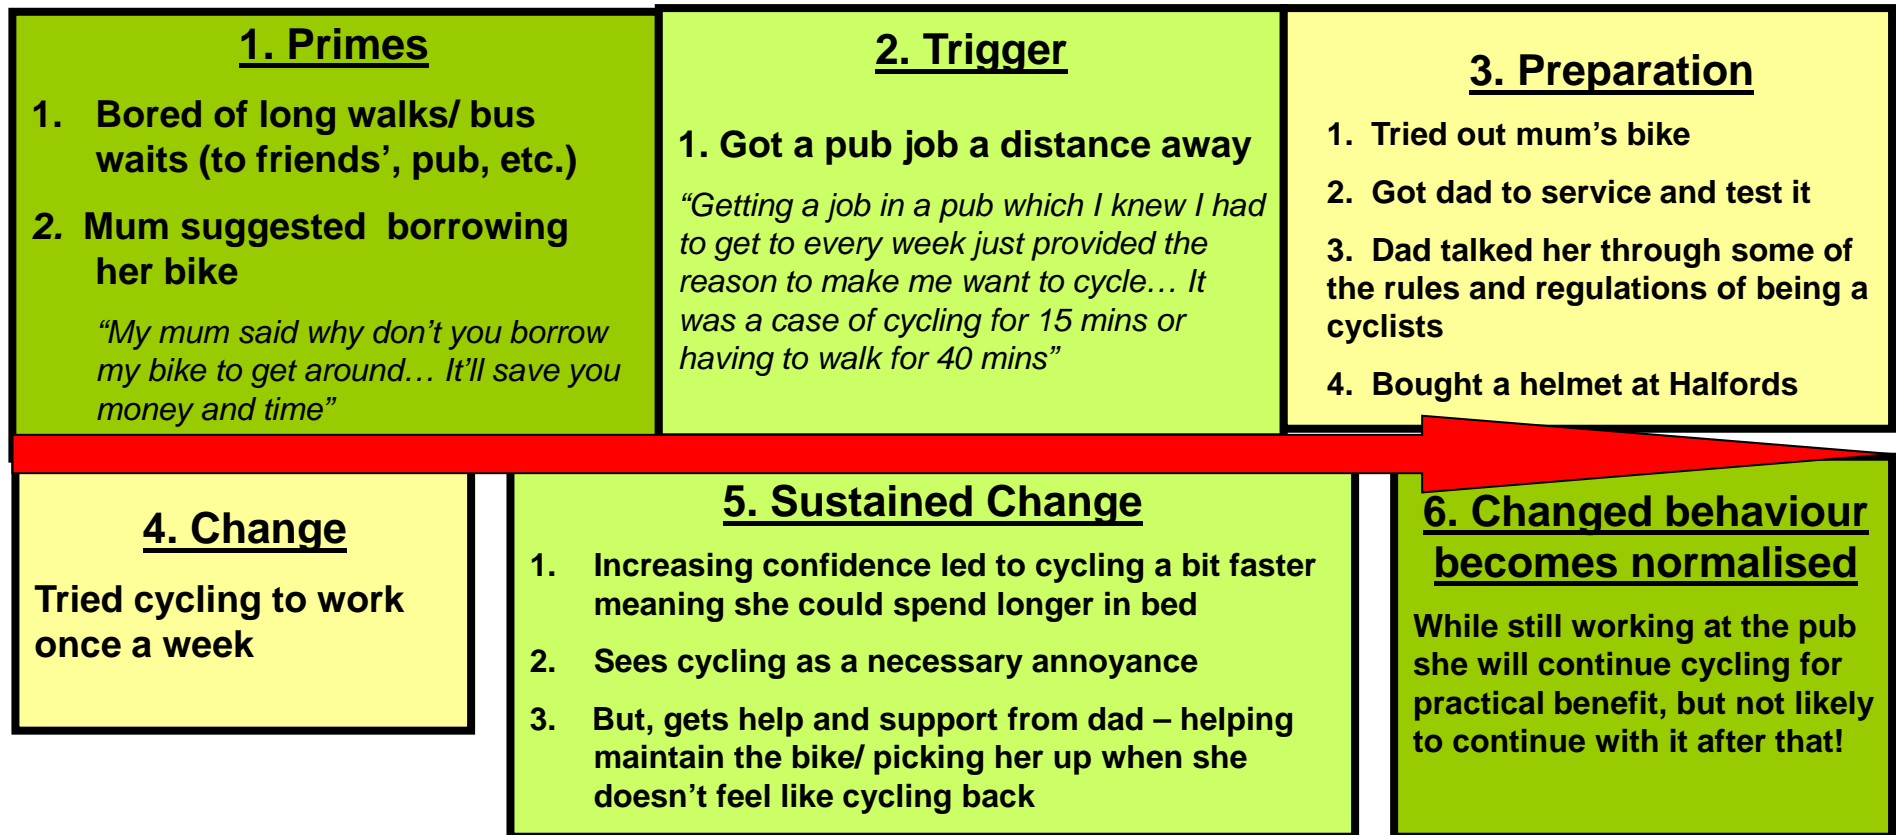 1. Primes
1. Bored of long walks/ bus
waits (to friends’, pub, etc.)
2. Mum suggested borrowing
her bike
“My mum said why don’t you borrow
my bike to get around… It’ll save you
money and time”
2. Trigger
1. Got a pub job a distance away
“Getting a job in a pub which I knew I had
to get to every week just provided the
reason to make me want to cycle… It
was a case of cycling for 15 mins or
having to walk for 40 mins”
3. Preparation
1. Tried out mum’s bike
2. Got dad to service and test it
3. Dad talked her through some of
the rules and regulations of being a
cyclists
4. Bought a helmet at Halfords
4. Change
Tried cycling to work
once a week
5. Sustained Change
1. Increasing confidence led to cycling a bit faster
meaning she could spend longer in bed
2. Sees cycling as a necessary annoyance
3. But, gets help and support from dad – helping
maintain the bike/ picking her up when she
doesn’t feel like cycling back
6. Changed behaviour
becomes normalised
While still working at the pub
she will continue cycling for
practical benefit, but not likely
to continue with it after that!